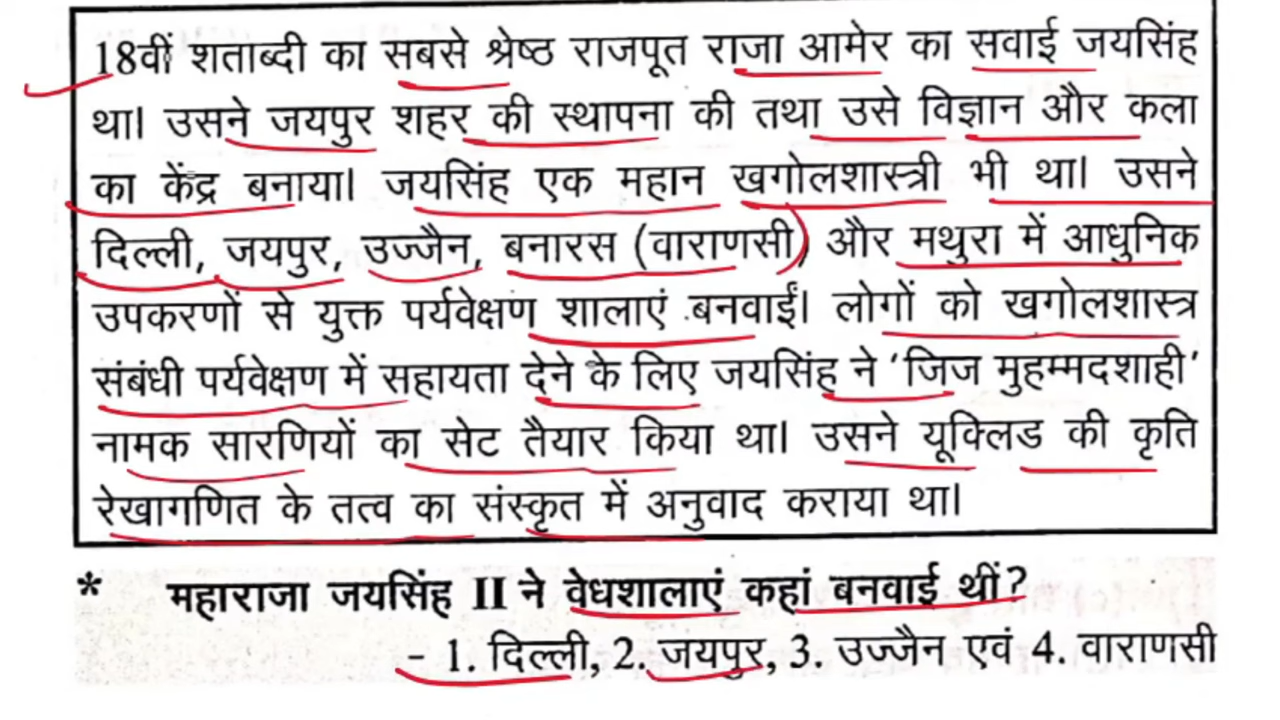 18वीं शताब्दी का सबसे श्रेष्ठ राजपूत राजा आमेर का सवाई जयसिंह
था। उसने जयपुर शहर की स्थापना की तथा उसे विज्ञान और कला
का केंद्र बनाया। जयसिंह एक महान खगोलशास्त्री भी था। उसने
दिल्ली, जयपुर, उज्जैन, बनारस (वाराणसी) और मथुरा में आधुनिक
उपकरणों से युक्त पर्यवेक्षण शालाएं बनवाईं। लोगों को खगोलशास्त्र
संबंधी पर्यवेक्षण में सहायता देने के लिए जयसिंह ने 'जिज मुहम्मदशाही'
नामक सारणियों का सेट तैयार किया था। उसने यूक्लिड की कृति
रेखागणित के तत्व का संस्कृत में अनुवाद कराया था।
* महाराजा जयसिंह II ने वेधशालाएं कहां बनवाई थीं?
– 1. दिल्ली, 2. जयपुर, 3. उज्जैन एवं 4. वाराणसी